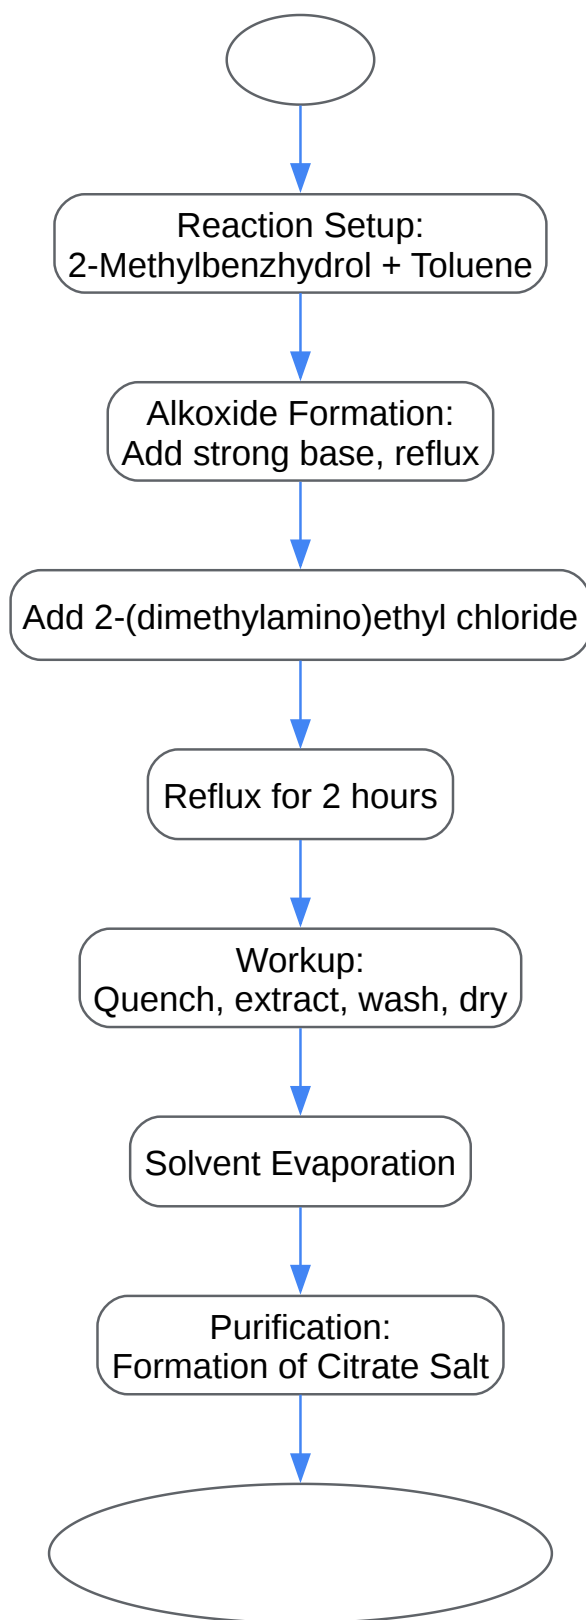 Reaction Setup:
2-Methylbenzhydrol + Toluene
Alkoxide Formation:
Add strong base, reflux
Add 2-(dimethylamino)ethyl chloride
Reflux for 2 hours
Workup:
Quench, extract, wash, dry
Solvent Evaporation
Purification:
Formation of Citrate Salt